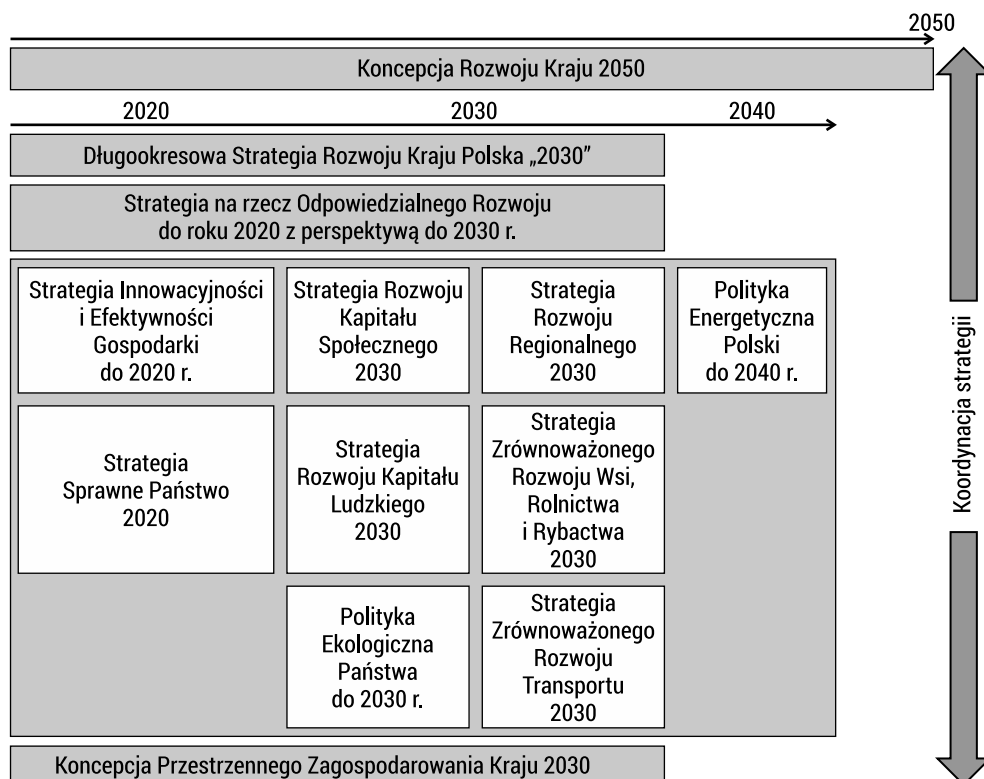 2050
Koncepcja Rozwoju Kraju 2050
2020
2030
2040
Długookresowa Strategia Rozwoju Kraju Polska „2030”
Strategia na rzecz Odpowiedzialnego Rozwoju
do roku 2020 z perspektywą do 2030 r.
Strategia Innowacyjności
i Efektywności
Gospodarki
do 2020 r.
Strategia Rozwoju
Kapitału
Społecznego
2030
Strategia
Rozwoju
Regionalnego
2030
Polityka
Energetyczna
Polski
do 2040 r.
Strategia
Sprawne Państwo
2020
Strategia
Rozwoju Kapitału
Ludzkiego
2030
Strategia
Zrównoważonego
Rozwoju Wsi,
Rolnictwa
i Rybactwa
2030
Polityka
Ekologiczna
Państwa
do 2030 r.
Strategia
Zrównoważonego
Rozwoju
Transportu
2030
Koncepcja Przestrzennego Zagospodarowania Kraju 2030
Koordynacja strategii